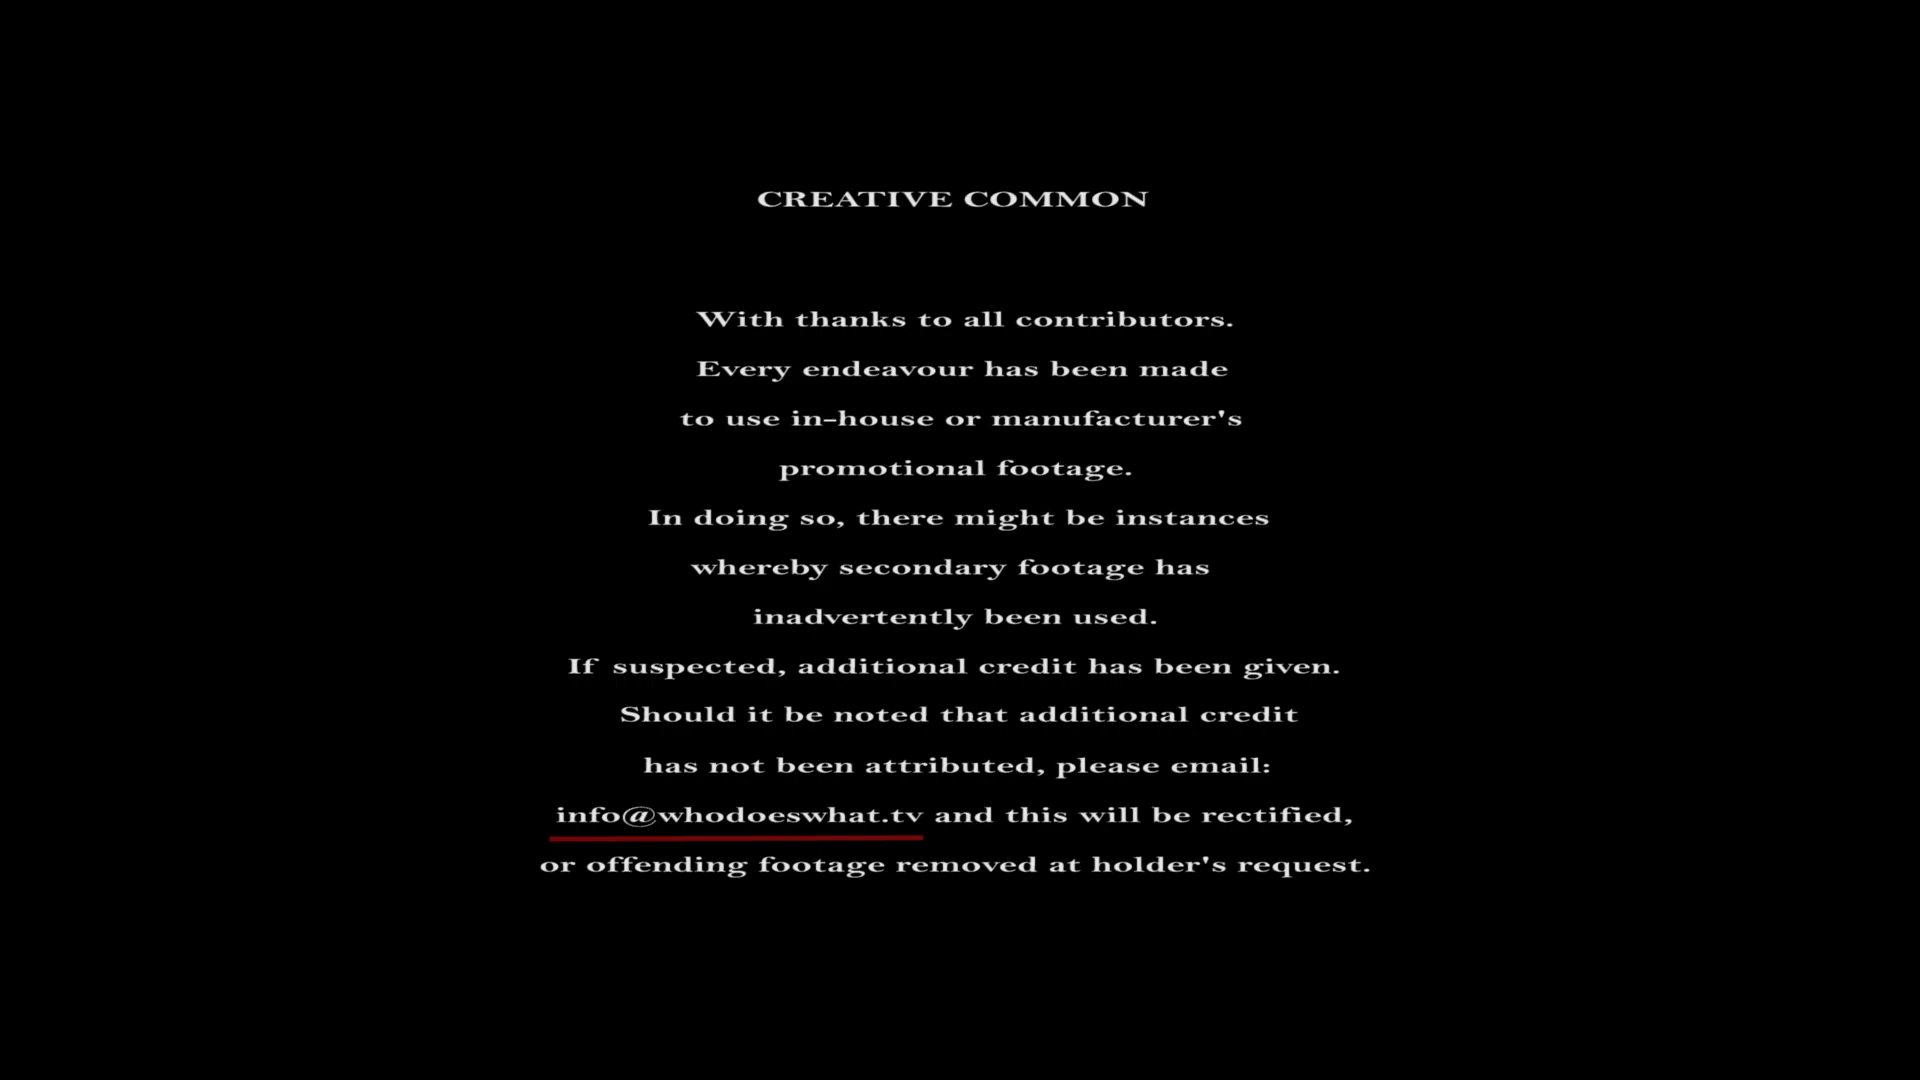 CREATIVE COMMON
With thanks to all contributors.
Every endeavour has been made
to use in-house or manufacturer's
promotional footage.
In doing so, there might be instances
whereby secondary footage has
inadvertently been used.
If suspected, additional credit has been given.
Should it be noted that additional credit
has not been attributed, please email:
info@whodoeswhat.tv and this will be rectified,
or offending footage removed at holder's request.